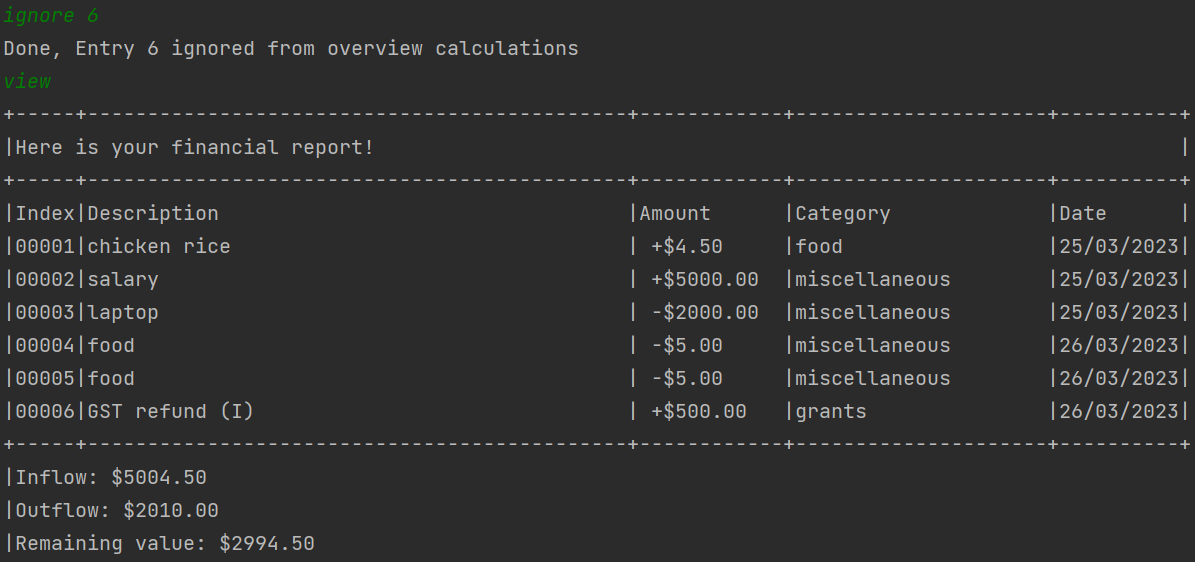 ignore 6
Done, Entry 6 ignored from overview calculations
view
+-----+---------------------------------------------+------------+---------------------+----------+
|Here is your financial report!                                                                   |
+-----+---------------------------------------------+------------+---------------------+----------+
|Index|Description                                  |Amount      |Category             |Date      |
|00001|chicken rice                                 | +$4.50     |food                 |25/03/2023|
|00002|salary                                       | +$5000.00  |miscellaneous        |25/03/2023|
|00003|laptop                                       | -$2000.00  |miscellaneous        |25/03/2023|
|00004|food                                         | -$5.00     |miscellaneous        |26/03/2023|
|00005|food                                         | -$5.00     |miscellaneous        |26/03/2023|
|00006|GST refund (I)                               | +$500.00   |grants               |26/03/2023|
+-----+---------------------------------------------+------------+---------------------+----------+
|Inflow: $5004.50
|Outflow: $2010.00
|Remaining value: $2994.50